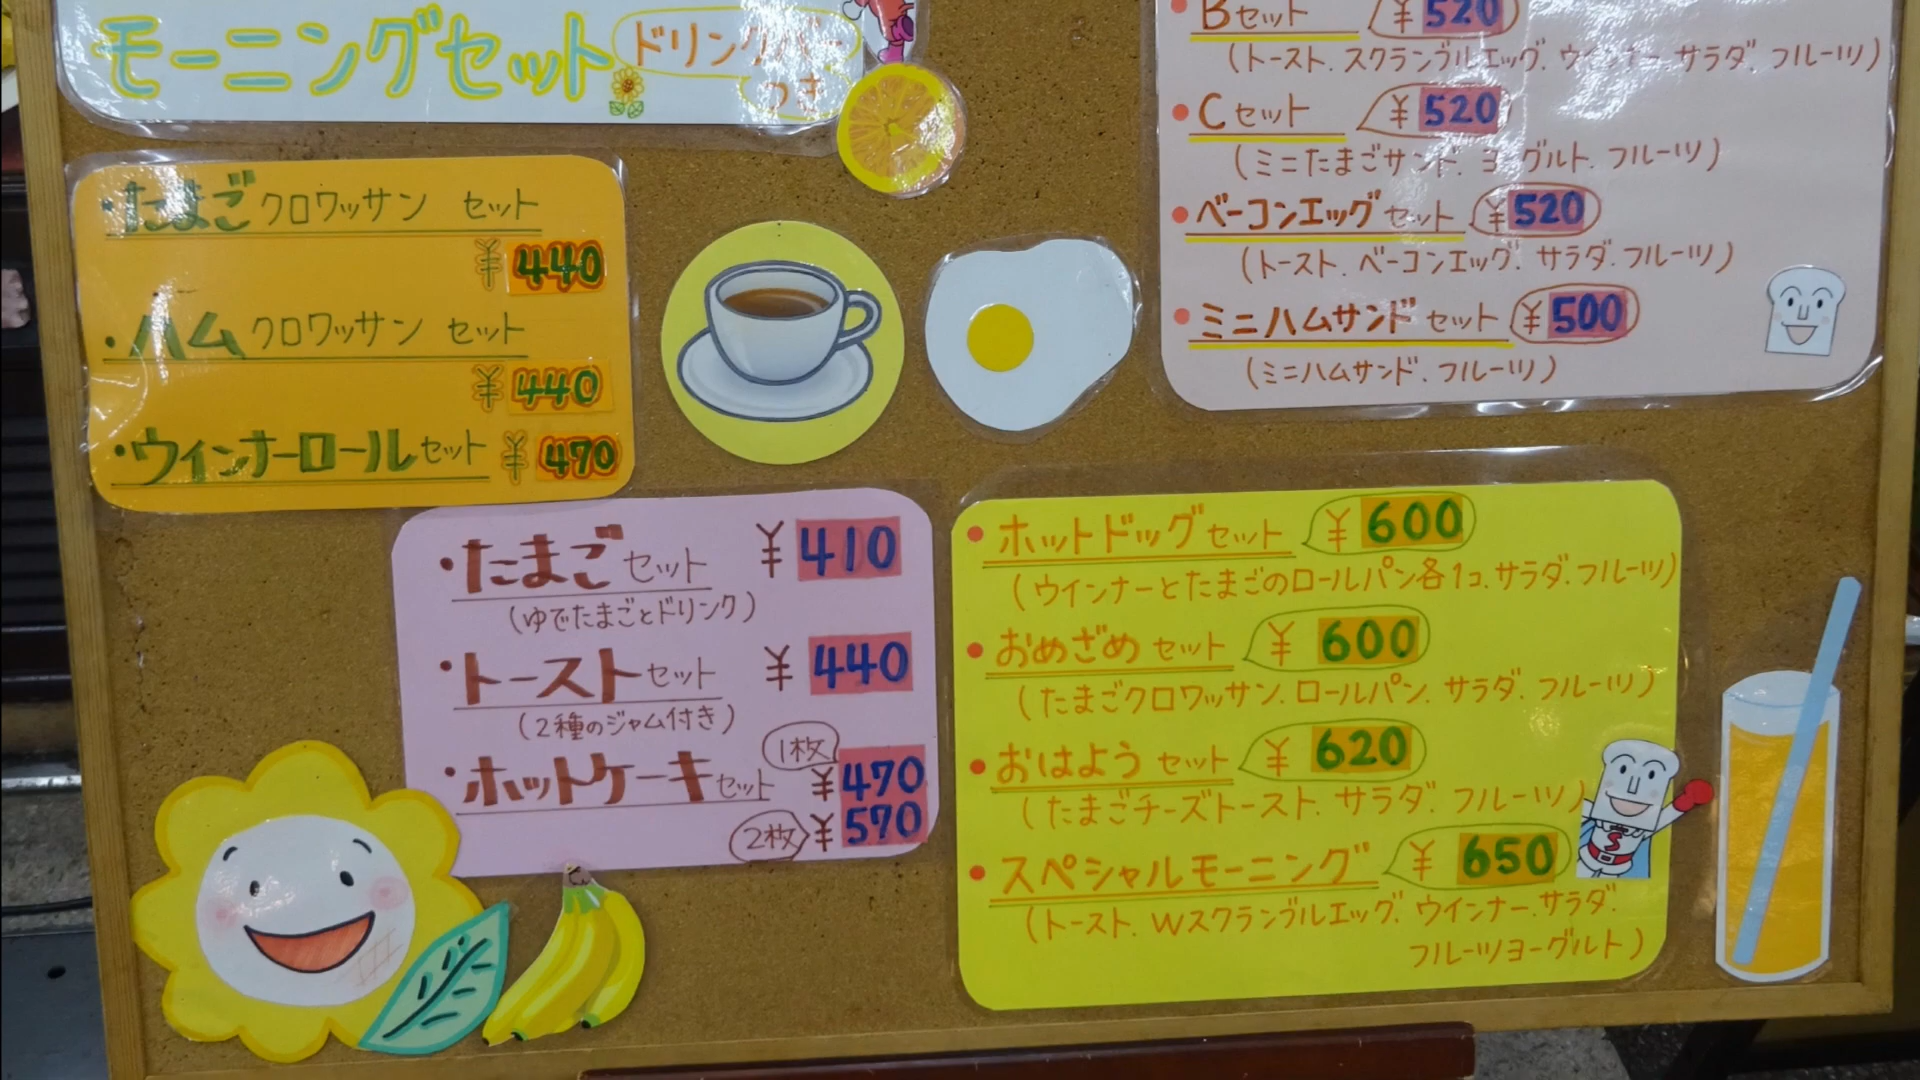 モーニングセット ドリンクバー
つき
・たまごクロワッサン セット
¥440
・ハムクロワッサン セット
¥440
・ウインナーロールセット ¥470
・たまごセット ¥410
(ゆでたまごとドリンク)
・トーストセット ¥440
(2種のジャム付き)
・ホットケーキセット 1枚 ¥470
2枚 ¥570
・Bセット ¥520
(トースト.スクランブルエッグ.ウインナー.サラダ.フルーツ)
・Cセット ¥520
(ミニたまごサンド.ヨーグルト.フルーツ)
・ベーコンエッグセット ¥520
(トースト.ベーコンエッグ.サラダ.フルーツ)
・ミニハムサンドセット ¥500
(ミニハムサンド.フルーツ)
・ホットドッグセット ¥600
(ウインナーとたまごのロールパン各1コ.サラダ.フルーツ)
・おめざめセット ¥600
(たまごクロワッサン.ロールパン.サラダ.フルーツ)
・おはようセット ¥620
(たまごチーズトースト.サラダ.フルーツ)
・スペシャルモーニング ¥650
(トースト.Wスクランブルエッグ.ウインナー.サラダ.
フルーツヨーグルト)
S